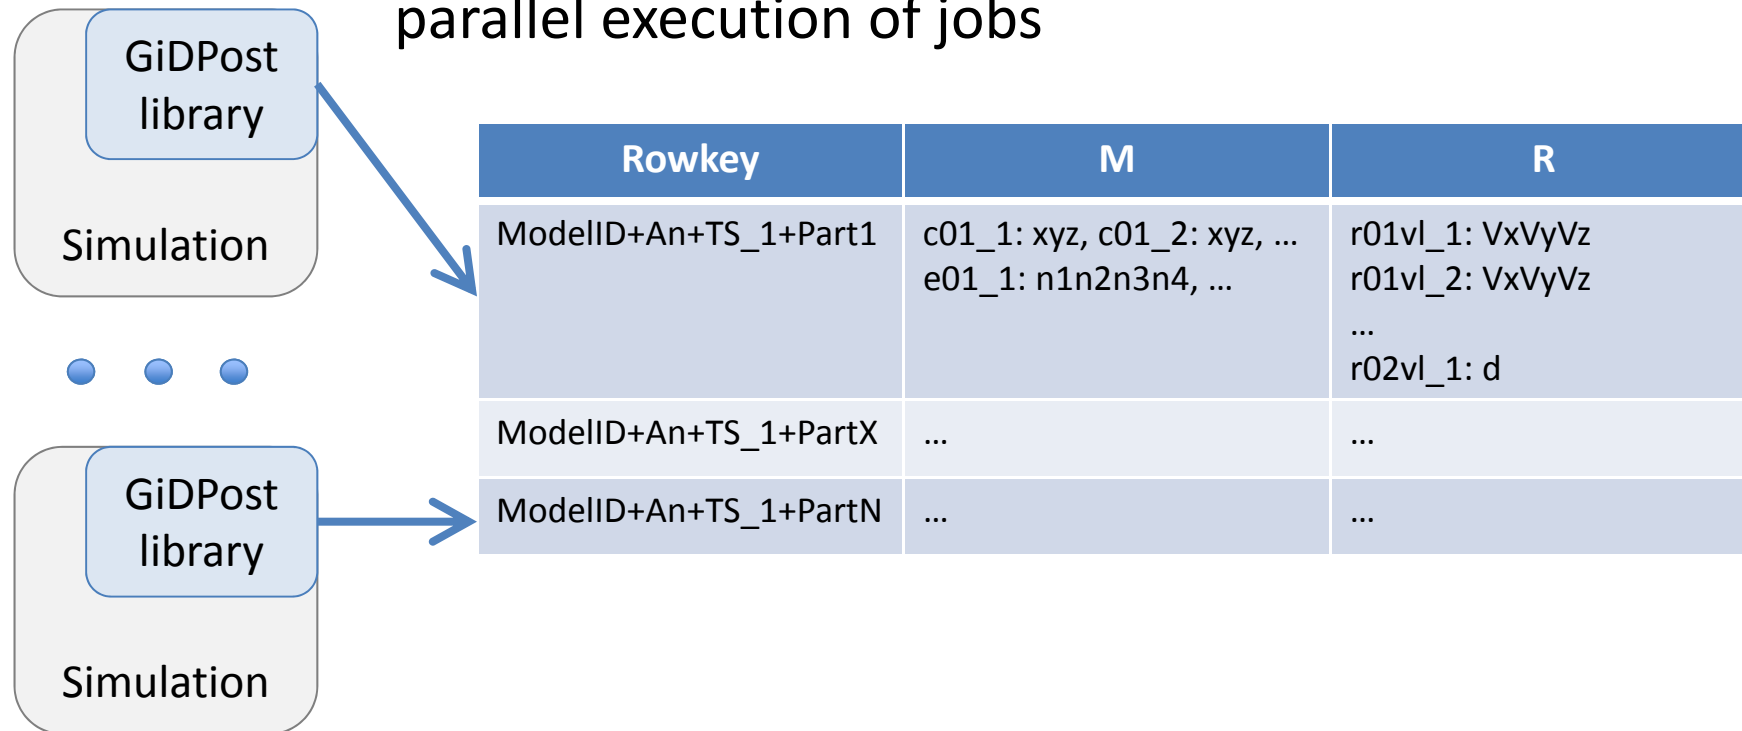 parallel execution of jobs
GiDPost
library
Simulation
GiDPost
library
Simulation
Rowkey M R
ModelID+An+TS_1+Part1 c01_1: xyz, c01_2: xyz, … r01vl_1: VxVyVz
e01_1: n1n2n3n4, … r01vl_2: VxVyVz
…
r02vl_1: d
ModelID+An+TS_1+PartX … …
ModelID+An+TS_1+PartN … …